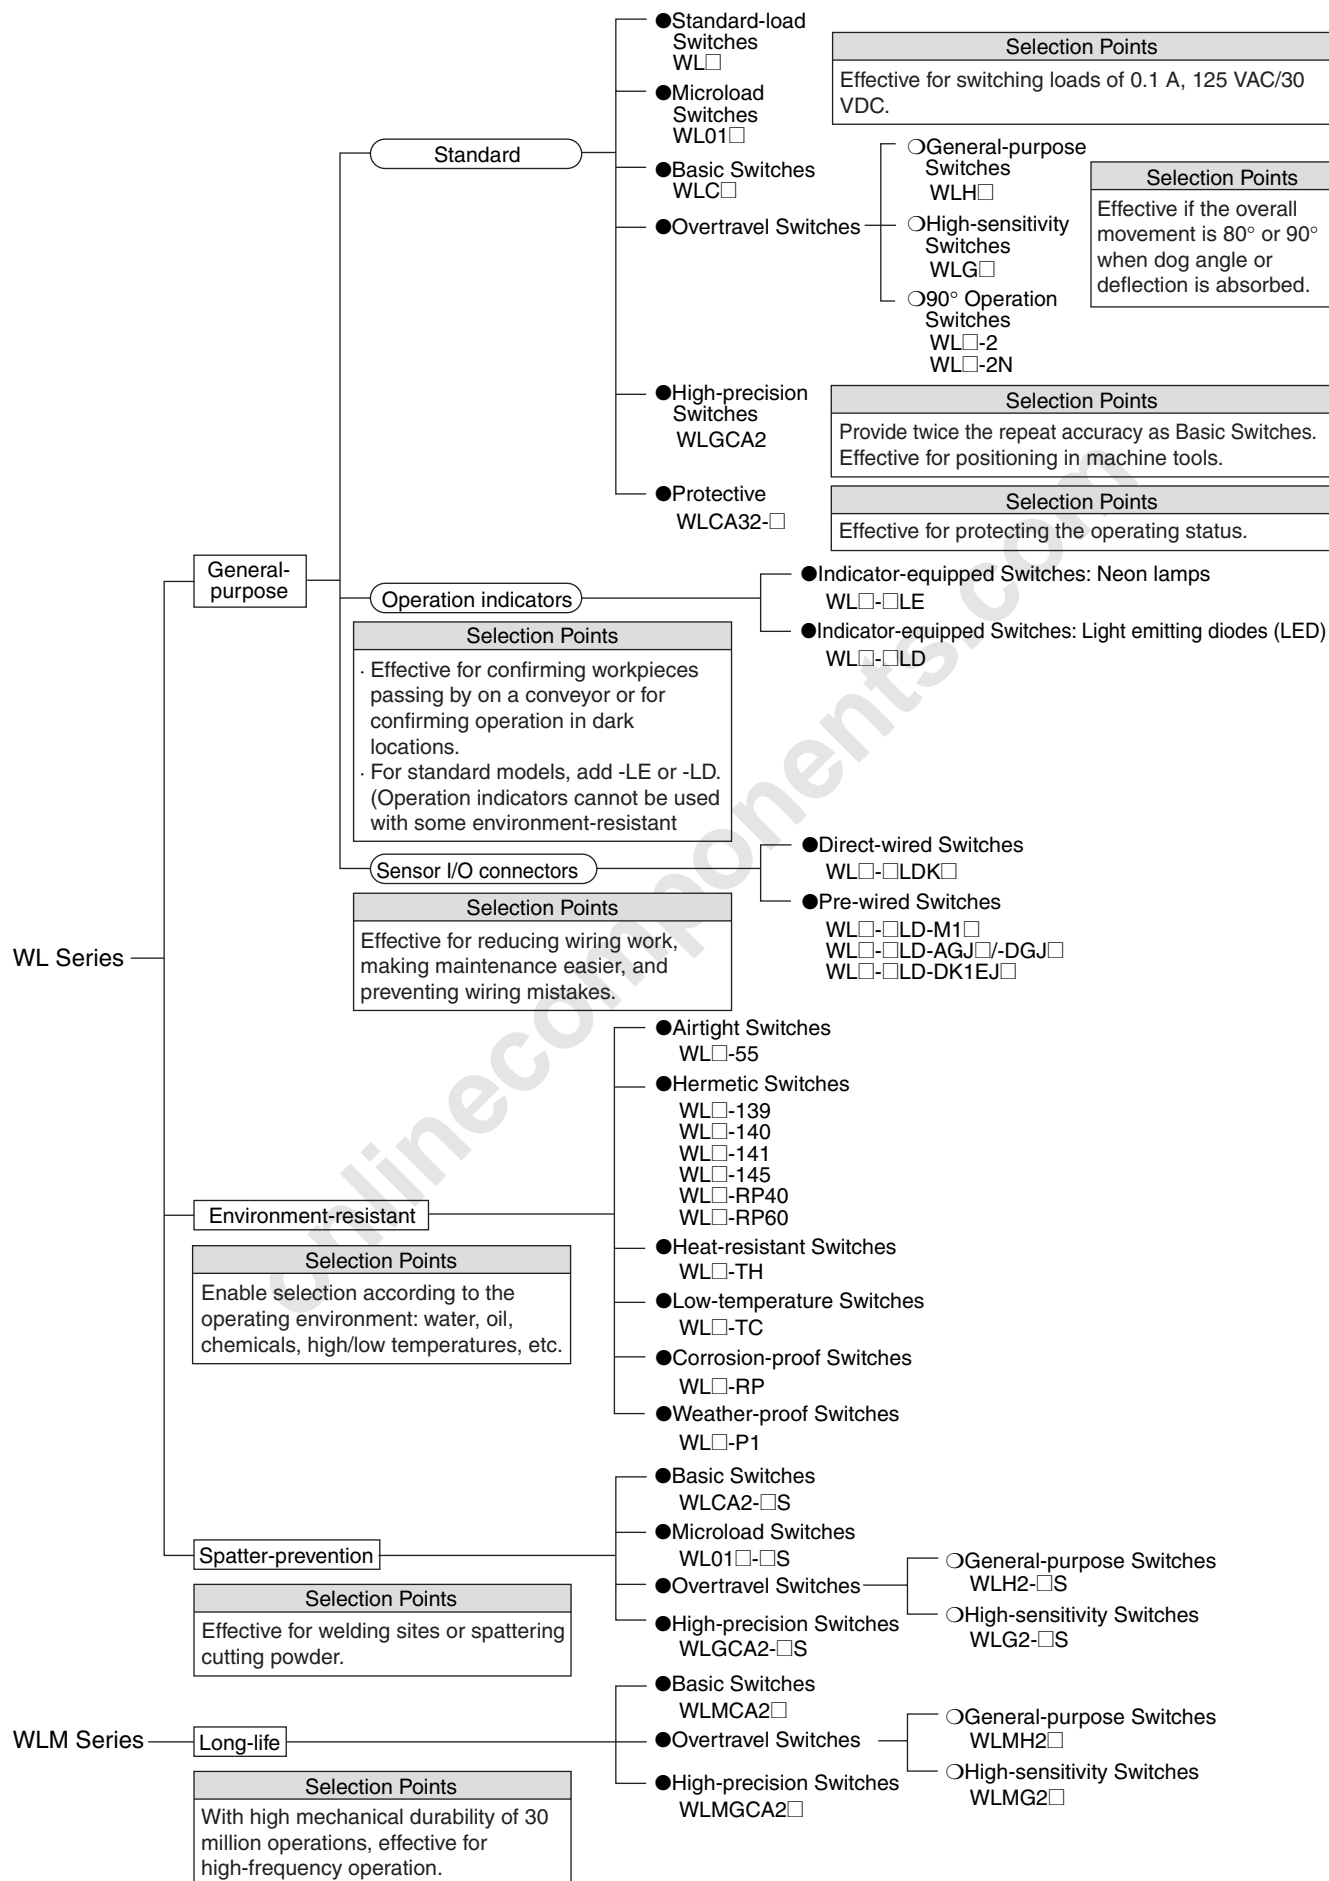 ●Standard-load
Switches
WL□
Selection Points
Effective for switching loads of 0.1 A, 125 VAC/30
VDC.
●Microload
Switches
WL01□
Standard
●Basic Switches
WLC□
●Overtravel Switches
❍General-purpose
Switches
WLH□
❍High-sensitivity
Switches
WLG□
❍90° Operation
Switches
WL□-2
WL□-2N
Selection Points
Effective if the overall
movement is 80° or 90°
when dog angle or
deflection is absorbed.
●High-precision
Switches
WLGCA2
Selection Points
Provide twice the repeat accuracy as Basic Switches.
Effective for positioning in machine tools.
●Protective
WLCA32-□
Selection Points
Effective for protecting the operating status.
General-
purpose
Operation indicators
●Indicator-equipped Switches: Neon lamps
WL□-□LE
●Indicator-equipped Switches: Light emitting diodes (LED)
WL□-□LD
Selection Points
· Effective for confirming workpieces
passing by on a conveyor or for
confirming operation in dark
locations.
· For standard models, add -LE or -LD.
(Operation indicators cannot be used
with some environment-resistant
Sensor I/O connectors
●Direct-wired Switches
WL□-□LDK□
●Pre-wired Switches
WL□-□LD-M1□
WL□-□LD-AGJ□/-DGJ□
WL□-□LD-DK1EJ□
Selection Points
Effective for reducing wiring work,
making maintenance easier, and
preventing wiring mistakes.
WL Series
●Airtight Switches
WL□-55
●Hermetic Switches
WL□-139
WL□-140
WL□-141
WL□-145
WL□-RP40
WL□-RP60
Environment-resistant
Selection Points
Enable selection according to the
operating environment: water, oil,
chemicals, high/low temperatures, etc.
●Heat-resistant Switches
WL□-TH
●Low-temperature Switches
WL□-TC
●Corrosion-proof Switches
WL□-RP
●Weather-proof Switches
WL□-P1
●Basic Switches
WLCA2-□S
●Microload Switches
WL01□-□S
Spatter-prevention
●Overtravel Switches
❍General-purpose Switches
WLH2-□S
❍High-sensitivity Switches
WLG2-□S
●High-precision Switches
WLGCA2-□S
Selection Points
Effective for welding sites or spattering
cutting powder.
●Basic Switches
WLMCA2□
WLM Series
Long-life
●Overtravel Switches
❍General-purpose Switches
WLMH2□
❍High-sensitivity Switches
WLMG2□
●High-precision Switches
WLMGCA2□
Selection Points
With high mechanical durability of 30
million operations, effective for
high-frequency operation.
onlinecomponents.com